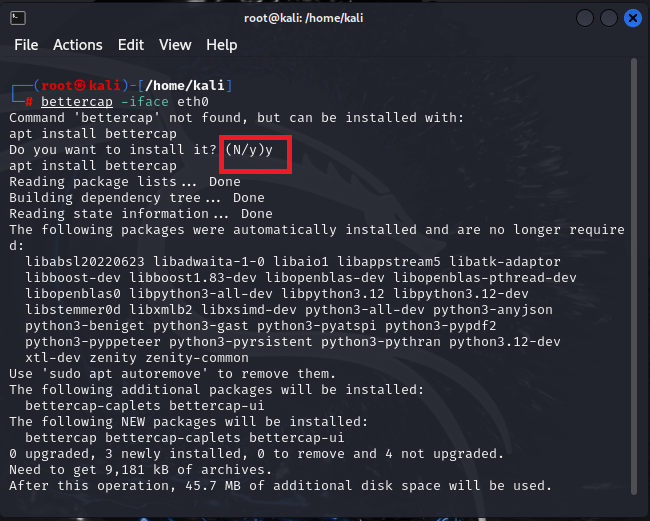 root@kali: /home/kali
File Actions Edit View Help
┌──(root㉿kali)-[/home/kali]
└─# bettercap -iface eth0
Command 'bettercap' not found, but can be installed with:
apt install bettercap
Do you want to install it? (N/y)y
apt install bettercap
Reading package lists... Done
Building dependency tree... Done
Reading state information... Done
The following packages were automatically installed and are no longer require
d:
  libabsl20220623 libadwaita-1-0 libaio1 libappstream5 libatk-adaptor
  libboost-dev libboost1.83-dev libopenblas-dev libopenblas-pthread-dev
  libopenblas0 libpython3-all-dev libpython3.12 libpython3.12-dev
  libstemmer0d libxmlb2 libxsimd-dev python3-all-dev python3-anyjson
  python3-beniget python3-gast python3-pyatspi python3-pypdf2
  python3-pyppeteer python3-pyrsistent python3-pythran python3.12-dev
  xtl-dev zenity zenity-common
Use 'sudo apt autoremove' to remove them.
The following additional packages will be installed:
  bettercap-caplets bettercap-ui
The following NEW packages will be installed:
  bettercap bettercap-caplets bettercap-ui
0 upgraded, 3 newly installed, 0 to remove and 4 not upgraded.
Need to get 9,181 kB of archives.
After this operation, 45.7 MB of additional disk space will be used.